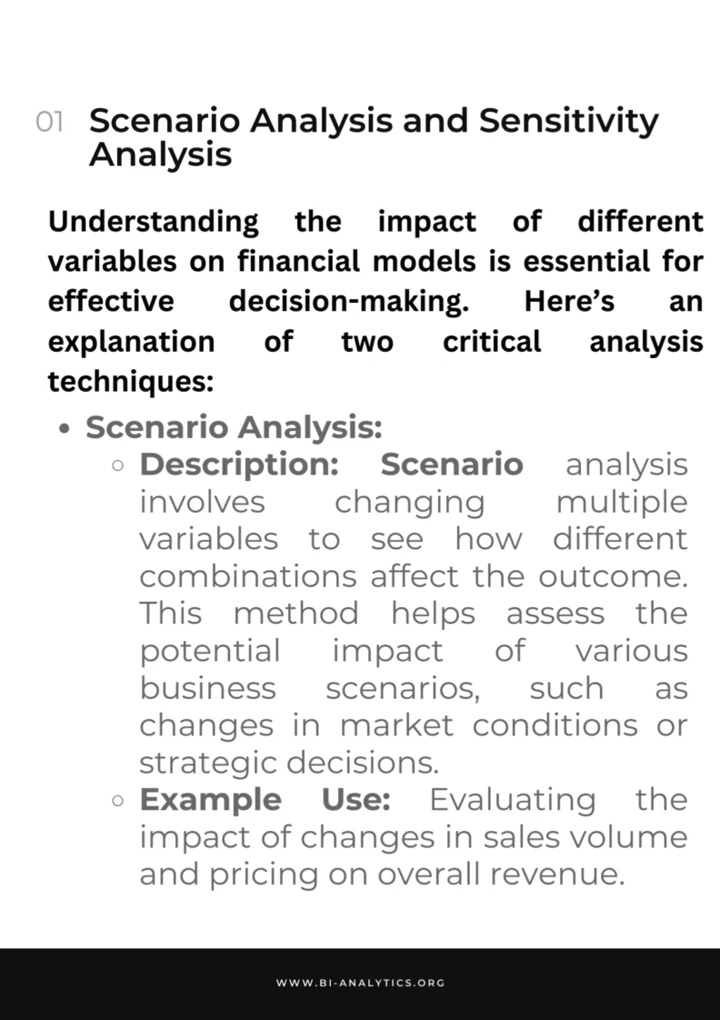 01 Scenario Analysis and Sensitivity
Analysis
Understanding the impact of different
variables on financial models is essential for
effective decision-making. Here’s an
explanation of two critical analysis
techniques:
• Scenario Analysis:
○ Description: Scenario analysis
involves changing multiple
variables to see how different
combinations affect the outcome.
This method helps assess the
potential impact of various
business scenarios, such as
changes in market conditions or
strategic decisions.
○ Example Use: Evaluating the
impact of changes in sales volume
and pricing on overall revenue.
WWW.BI-ANALYTICS.ORG